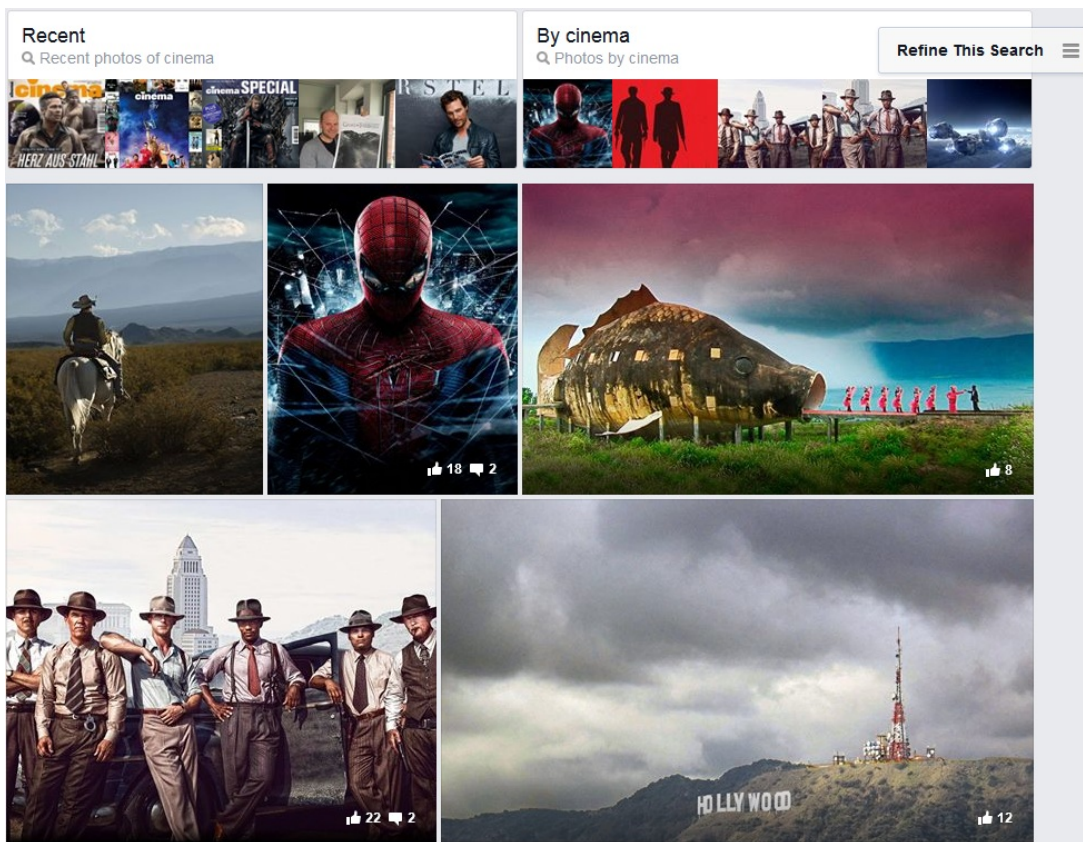 Recent
Recent photos of cinema
By cinema
Photos by cinema
Refine This Search
cinema
HERZ AUS STAHL
cinema
cinema SPECIAL
RSTEL
18 2
8
22 2
HOLLYWOOD
12